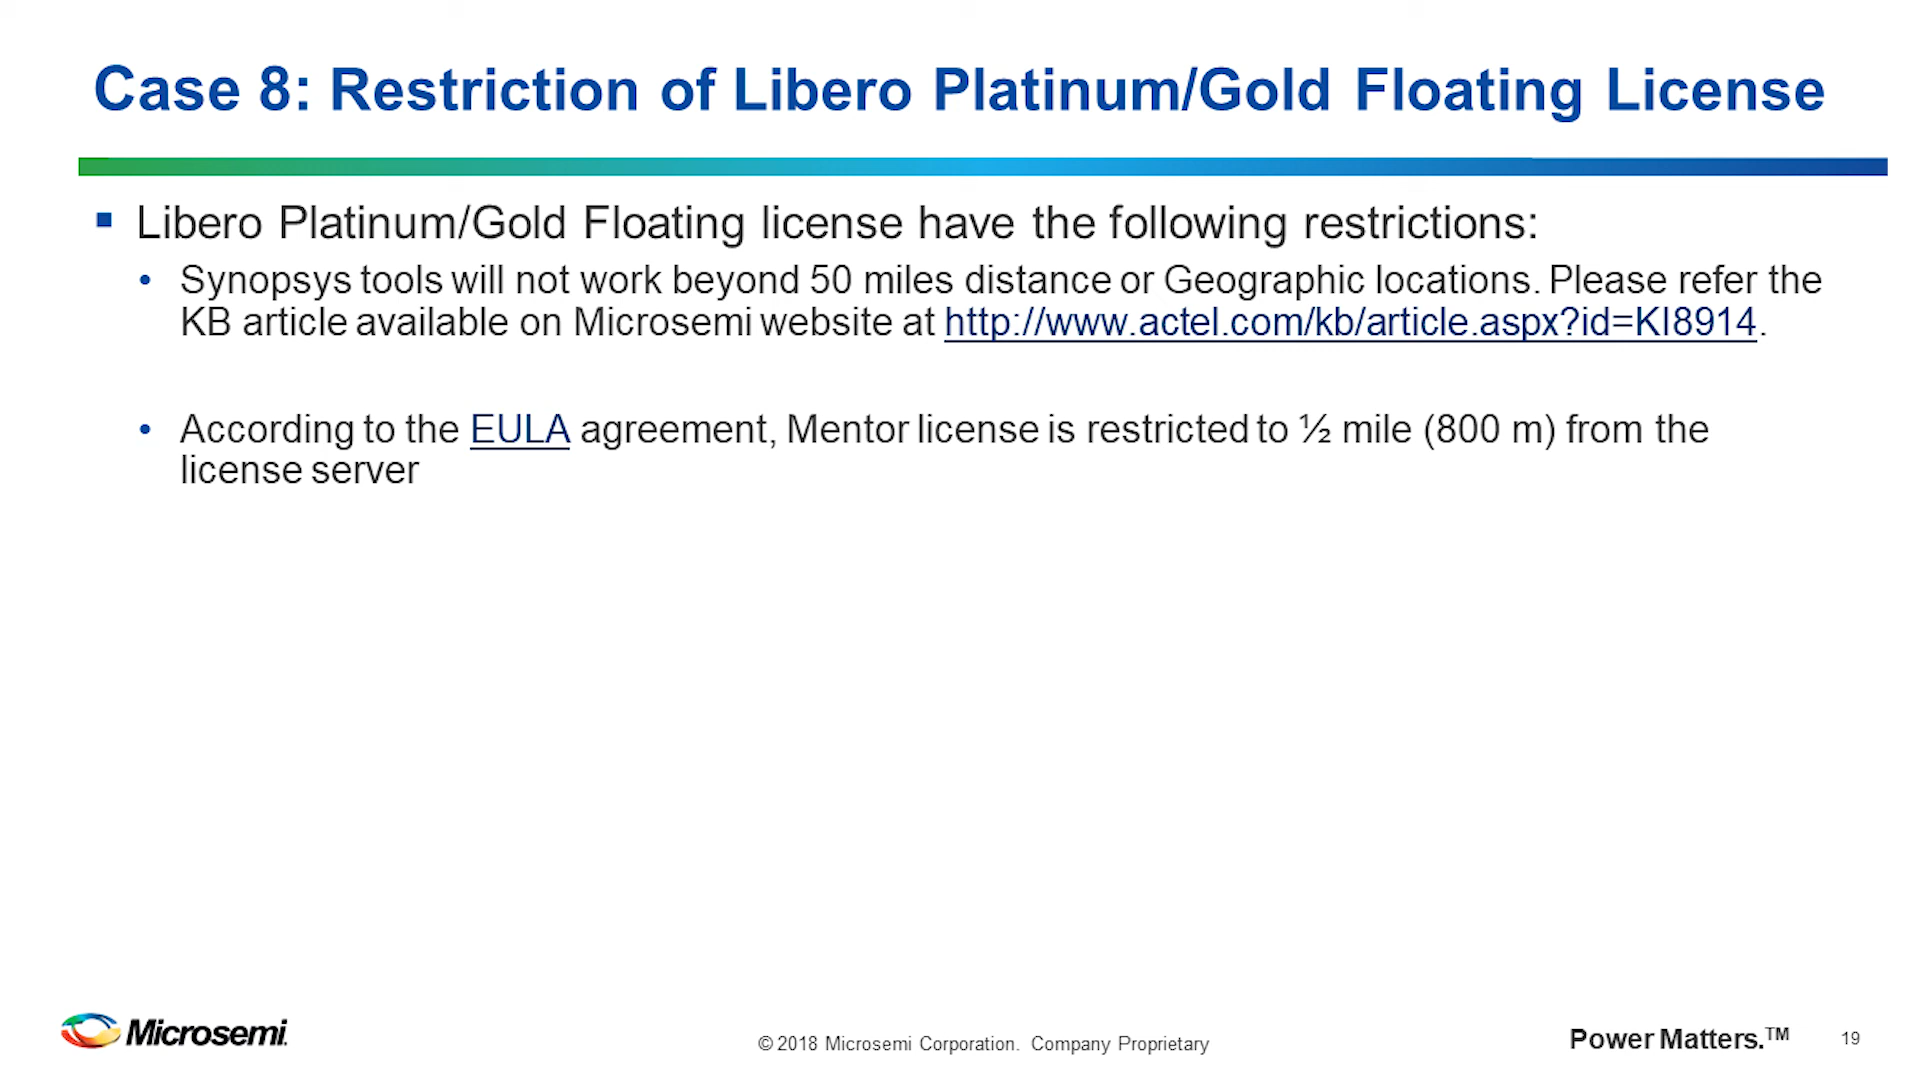 Case 8: Restriction of Libero Platinum/Gold Floating License
▪ Libero Platinum/Gold Floating license have the following restrictions:
• Synopsys tools will not work beyond 50 miles distance or Geographic locations. Please refer the
KB article available on Microsemi website at http://www.actel.com/kb/article.aspx?id=KI8914.
• According to the EULA agreement, Mentor license is restricted to ½ mile (800 m) from the
license server
Microsemi.
© 2018 Microsemi Corporation. Company Proprietary
Power Matters.™
19